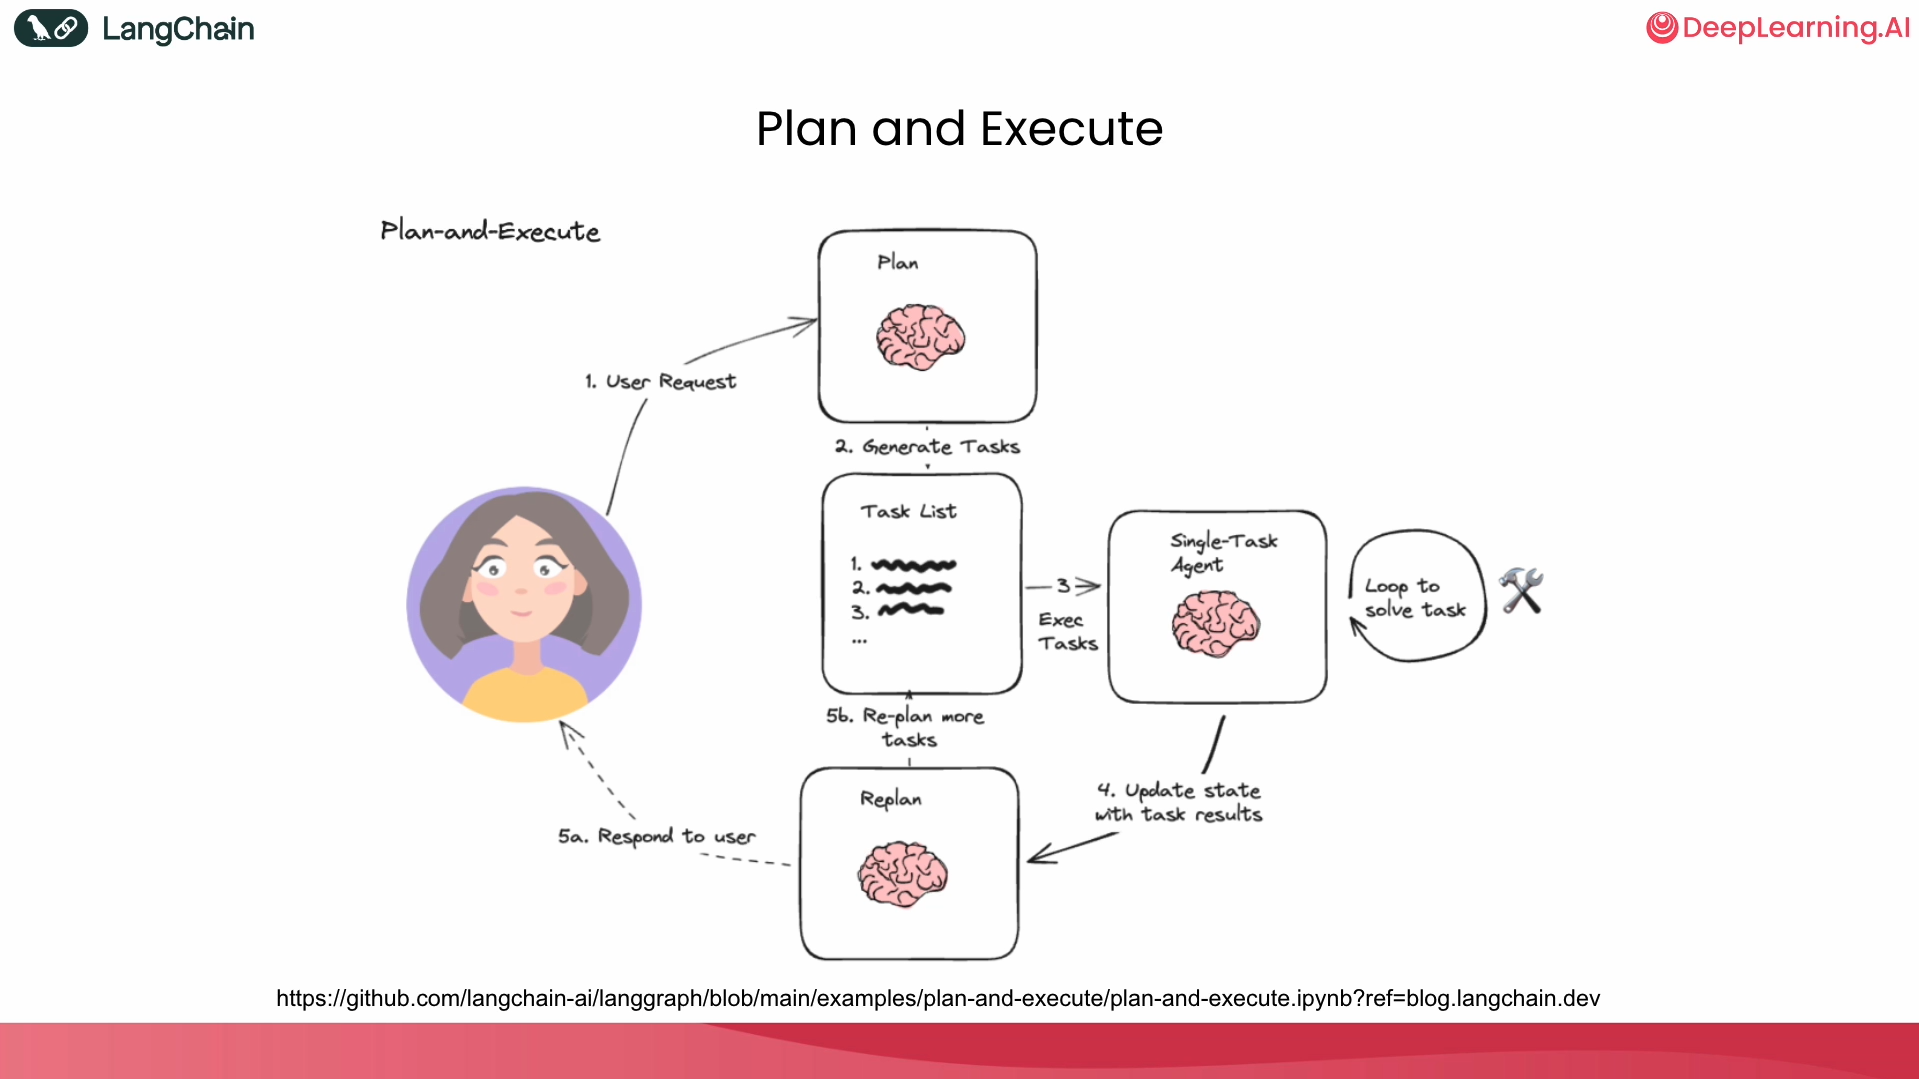 LangChain
DeepLearning.AI
Plan and Execute
Plan-and-Execute
Plan
1. User Request
2. Generate Tasks
Task List
1.
2.
3.
...
3
Exec
Tasks
Single-Task
Agent
Loop to
solve task
5b. Re-plan more
tasks
4. Update state
with task results
Replan
5a. Respond to user
https://github.com/langchain-ai/langgraph/blob/main/examples/plan-and-execute/plan-and-execute.ipynb?ref=blog.langchain.dev